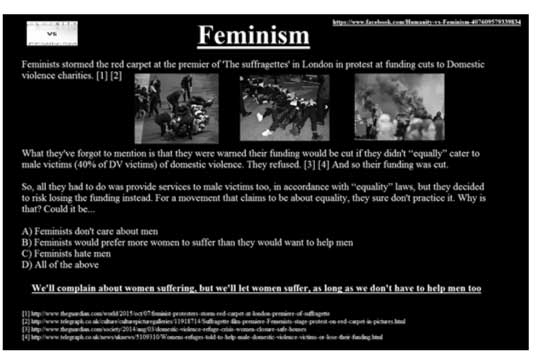 vs
https://www.facebook.com/Humanity-vs-Feminism-407609579339834
Feminism
Feminists stormed the red carpet at the premier of 'The suffragettes' in London in protest at funding cuts to Domestic
violence charities. [1] [2]
What they've forgot to mention is that they were warned their funding would be cut if they didn't “equally” cater to
male victims (40% of DV victims) of domestic violence. They refused. [3] [4] And so their funding was cut.
So, all they had to do was provide services to male victims too, in accordance with “equality” laws, but they decided
to risk losing the funding instead. For a movement that claims to be about equality, they sure don't practice it. Why is
that? Could it be...
A) Feminists don't care about men
B) Feminists would prefer more women to suffer than they would want to help men
C) Feminists hate men
D) All of the above
We'll complain about women suffering, but we'll let women suffer, as long as we don't have to help men too
[1] http://www.theguardian.com/world/2015/oct/07/feminist-protesters-storm-red-carpet-at-london-premiere-of-suffragette
[2] http://www.telegraph.co.uk/culture/culturepicturegalleries/11918714/Suffragette-film-premiere-Feminists-stage-protest-on-red-carpet-in-pictures.html
[3] http://www.theguardian.com/society/2014/aug/03/domestic-violence-refuge-crisis-women-closure-safe-houses
[4] http://www.telegraph.co.uk/news/uknews/5109310/Womens-refuges-told-to-help-male-domestic-violence-victims-or-lose-their-funding.html